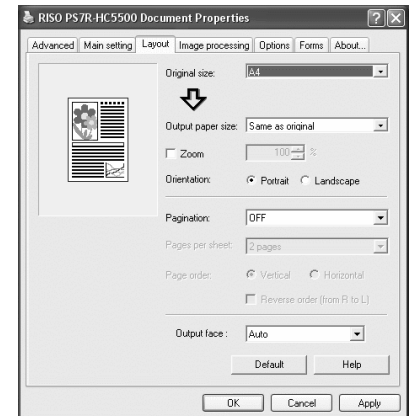 RISO PS7R-HC5500 Document Properties
Advanced Main setting Layout Image processing Options Forms About...
Original size: A4
Output paper size: Same as original
Zoom 100 %
Orientation: Portrait Landscape
Pagination: OFF
Pages per sheet: 2 pages
Page order: Vertical Horizontal
Reverse order (from R to L)
Output face : Auto
Default Help
OK Cancel Apply